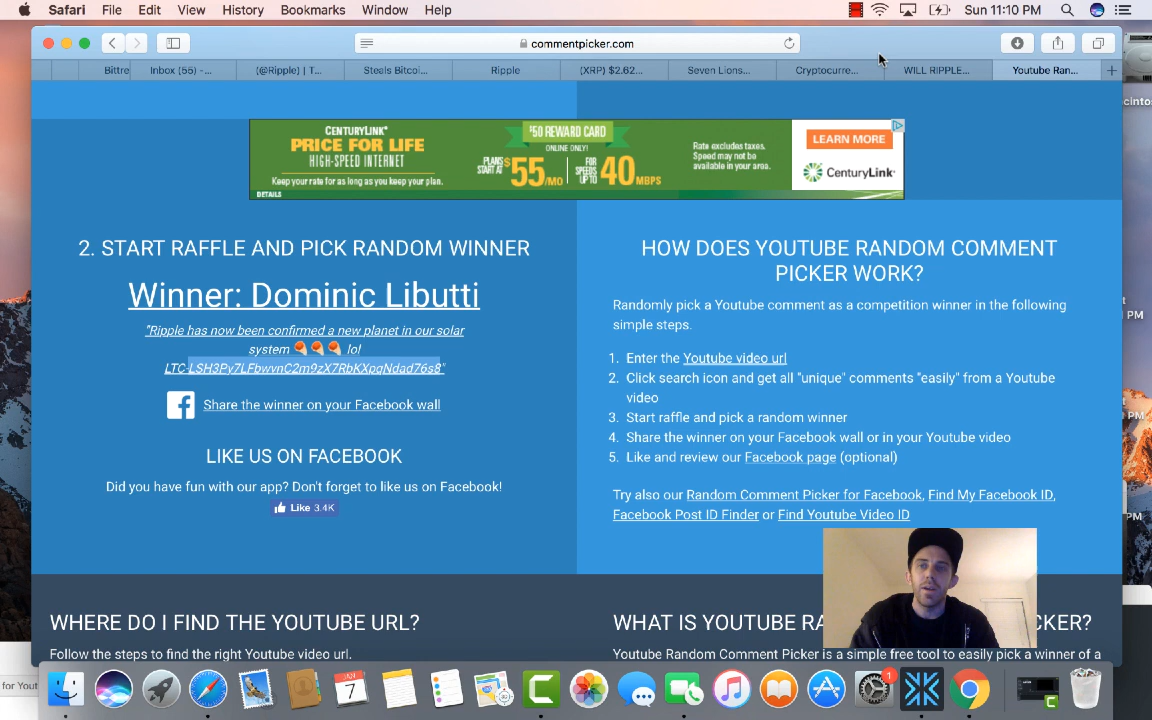 Safari File Edit View History Bookmarks Window Help Sun 11:10 PM
commentpicker.com
Bittre Inbox (55) -... (@Ripple) | T... Steals Bitcoi... Ripple (XRP) $2.62... Seven Lions... Cryptocurre... WILL RIPPLE... Youtube Ran...
CENTURYLINK®
PRICE FOR LIFE
HIGH-SPEED INTERNET
Keep your rate for as long as you keep your plan.
DETAILS
$50 REWARD CARD
ONLINE ONLY!
PLANS START AT $55/MO FOR SPEEDS UP TO 40 MBPS
Rate excludes taxes.
Speed may not be
available in your area.
LEARN MORE
CenturyLink®
2. START RAFFLE AND PICK RANDOM WINNER
Winner: Dominic Libutti
"Ripple has now been confirmed a new planet in our solar
system lol
LTC-LSH3Py7LFbwvnC2m9zX7RbKXpqNdad76s8"
Share the winner on your Facebook wall
LIKE US ON FACEBOOK
Did you have fun with our app? Don't forget to like us on Facebook!
Like 3.4K
HOW DOES YOUTUBE RANDOM COMMENT
PICKER WORK?
Randomly pick a Youtube comment as a competition winner in the following
simple steps.
1. Enter the Youtube video url
2. Click search icon and get all "unique" comments "easily" from a Youtube
video
3. Start raffle and pick a random winner
4. Share the winner on your Facebook wall or in your Youtube video
5. Like and review our Facebook page (optional)
Try also our Random Comment Picker for Facebook, Find My Facebook ID,
Facebook Post ID Finder or Find Youtube Video ID
WHERE DO I FIND THE YOUTUBE URL?
Follow the steps to find the right Youtube video url.
WHAT IS YOUTUBE RA CKER?
Youtube Random Comment Picker is a simple free tool to easily pick a winner of a
acintos
PM
PM
PM
for Yout
JAN
7
1